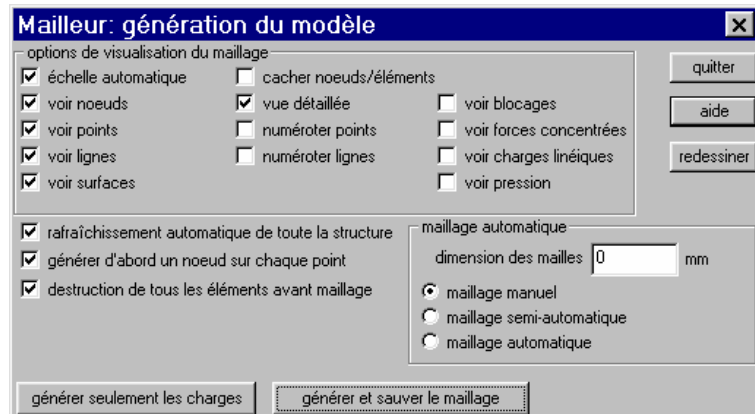 Mailleur: génération du modèle
options de visualisation du maillage
échelle automatique
cacher noeuds/éléments
voir noeuds
vue détaillée
voir blocages
voir points
numéroter points
voir forces concentrées
voir lignes
numéroter lignes
voir charges linéiques
voir surfaces
voir pression
quitter
aide
redessiner
rafraîchissement automatique de toute la structure
générer d'abord un noeud sur chaque point
destruction de tous les éléments avant maillage
maillage automatique
dimension des mailles 0 mm
maillage manuel
maillage semi-automatique
maillage automatique
générer seulement les charges
générer et sauver le maillage